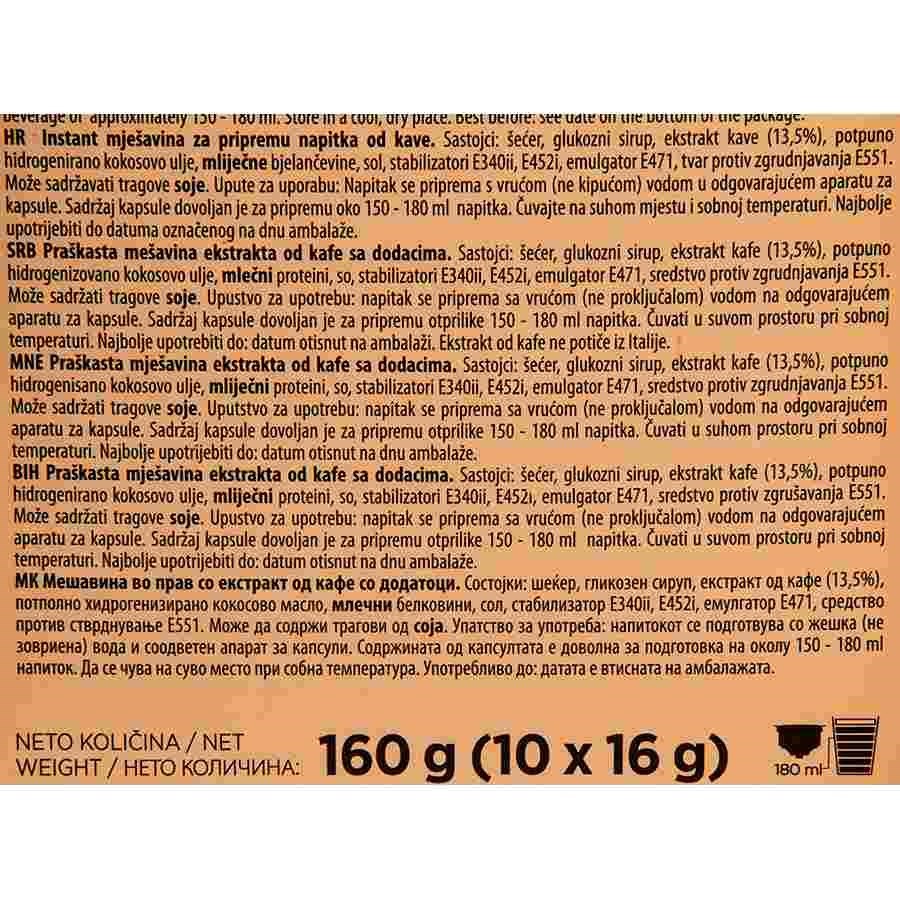 beverage of approximately 150 - 180 ml. Store in a cool, dry place. Best before: see date on the bottom of the package.
HR Instant mješavina za pripremu napitka od kave. Sastojci: šećer, glukozni sirup, ekstrakt kave (13,5%), potpuno
hidrogenirano kokosovo ulje, mliječne bjelančevine, sol, stabilizatori E340ii, E452i, emulgator E471, tvar protiv zgrudnjavanja E551.
Može sadržavati tragove soje. Upute za uporabu: Napitak se priprema s vrućom (ne kipućom) vodom u odgovarajućem aparatu za
kapsule. Sadržaj kapsule dovoljan je za pripremu oko 150 - 180 ml napitka. Čuvajte na suhom mjestu i sobnoj temperaturi. Najbolje
upotrijebiti do datuma označenog na dnu ambalaže.
SRB Praškasta mešavina ekstrakta od kafe sa dodacima. Sastojci: šećer, glukozni sirup, ekstrakt kafe (13,5%), potpuno
hidrogenizovano kokosovo ulje, mlečni proteini, so, stabilizatori E340ii, E452i, emulgator E471, sredstvo protiv zgrudnjavanja E551.
Može sadržati tragove soje. Upustvo za upotrebu: napitak se priprema sa vrućom (ne proključalom) vodom na odgovarajućem
aparatu za kapsule. Sadržaj kapsule dovoljan je za pripremu otprilike 150 - 180 ml napitka. Čuvati u suvom prostoru pri sobnoj
temperaturi. Najbolje upotrebiti do: datum otisnut na ambalaži. Ekstrakt od kafe ne potiče iz Italije.
MNE Praškasta mješavina ekstrakta od kafe sa dodacima. Sastojci: šećer, glukozni sirup, ekstrakt kafe (13,5%), potpuno
hidrogenisano kokosovo ulje, mliječni proteini, so, stabilizatori E340ii, E452i, emulgator E471, sredstvo protiv zgrudnjavanja E551.
Može sadržati tragove soje. Uputstvo za upotrebu: napitak se priprema sa vrućom (ne proključalom) vodom na odgovarajućem
aparatu za kapsule. Sadržaj kapsule dovoljan je za pripremu otprilike 150 - 180 ml napitka. Čuvati u suhom prostoru pri sobnoj
temperaturi. Najbolje upotrijebiti do: datum otisnut na dnu ambalaže.
BIH Praškasta mješavina ekstrakta od kafe sa dodacima. Sastojci: šećer, glukozni sirup, ekstrakt kafe (13,5%), potpuno
hidrogenirano kokosovo ulje, mliječni proteini, so, stabilizatori E340ii, E452i, emulgator E471, sredstvo protiv zgrušavanja E551.
Može sadržati tragove soje. Upustvo za upotrebu: napitak se priprema sa vrućom (ne proključalom) vodom na odgovarajućem
aparatu za kapsule. Sadržaj kapsule dovoljan je za pripremu otprilike 150 - 180 ml napitka. Čuvati u suvom prostoru pri sobnoj
temperaturi. Najbolje upotrijebiti do: datum otisnut na dnu ambalaže.
МК Мешавина во прав со екстракт од кафе со додатоци. Состојки: шеќер, гликозен сируп, екстракт од кафе (13,5%),
потполно хидрогенизирано кокосово масло, млечни белковини, сол, стабилизатор E340ii, E452i, емулгатор E471, средство
против стврднување E551. Може да содржи трагови од соја. Упатство за употреба: напитокот се подготвува со жешка (не
зовриена) вода и соодветен апарат за капсули. Содржината од капсултата е доволна за подготовка на околу 150 - 180 ml
напиток. Да се чува на суво место при собна температура. Употребливо до: датата е втисната на амбалажата.
NETO KOLIČINA / NET
WEIGHT / НЕТО КОЛИЧИНА:
160 g (10 x 16 g)
180 ml